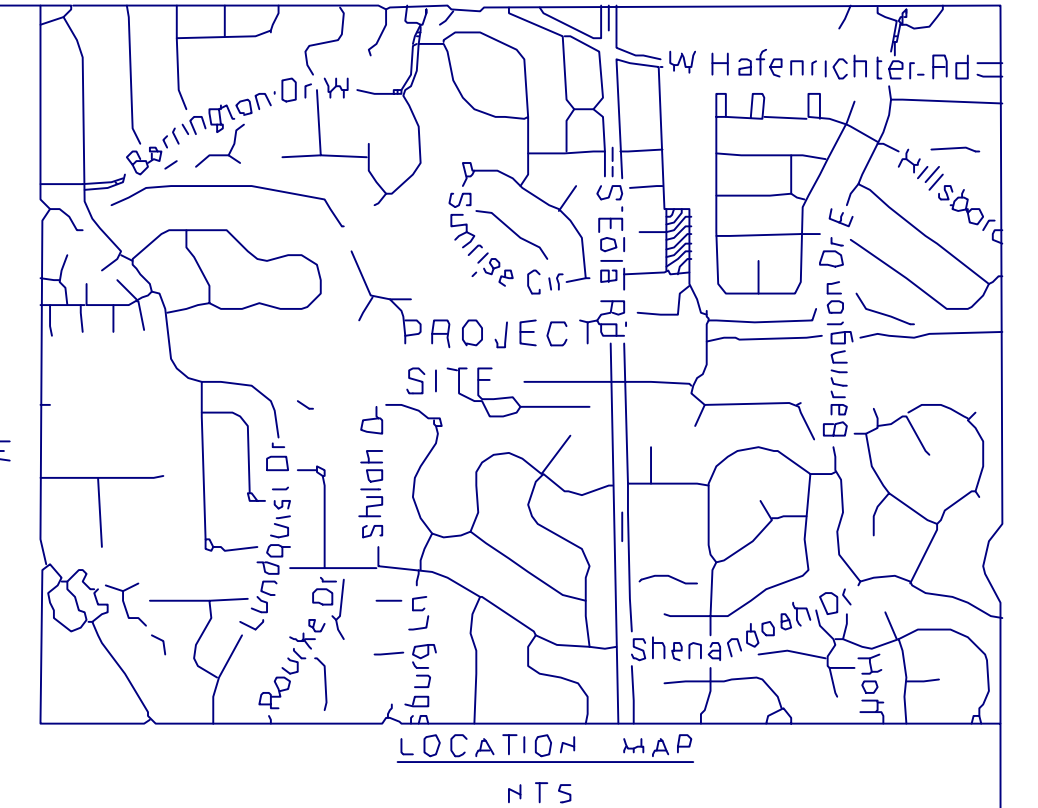 W Hafenrichter Rd
Barrington Dr W
Hillsboro
Sunrise Cir
S Eola Rd
Barrington Dr E
PROJECT
SITE
E
Lundquist Dr
Shiloh D
Rourke Dr
sburg Ln
Shenandoah Dr
Holt
LOCATION MAP
NTS